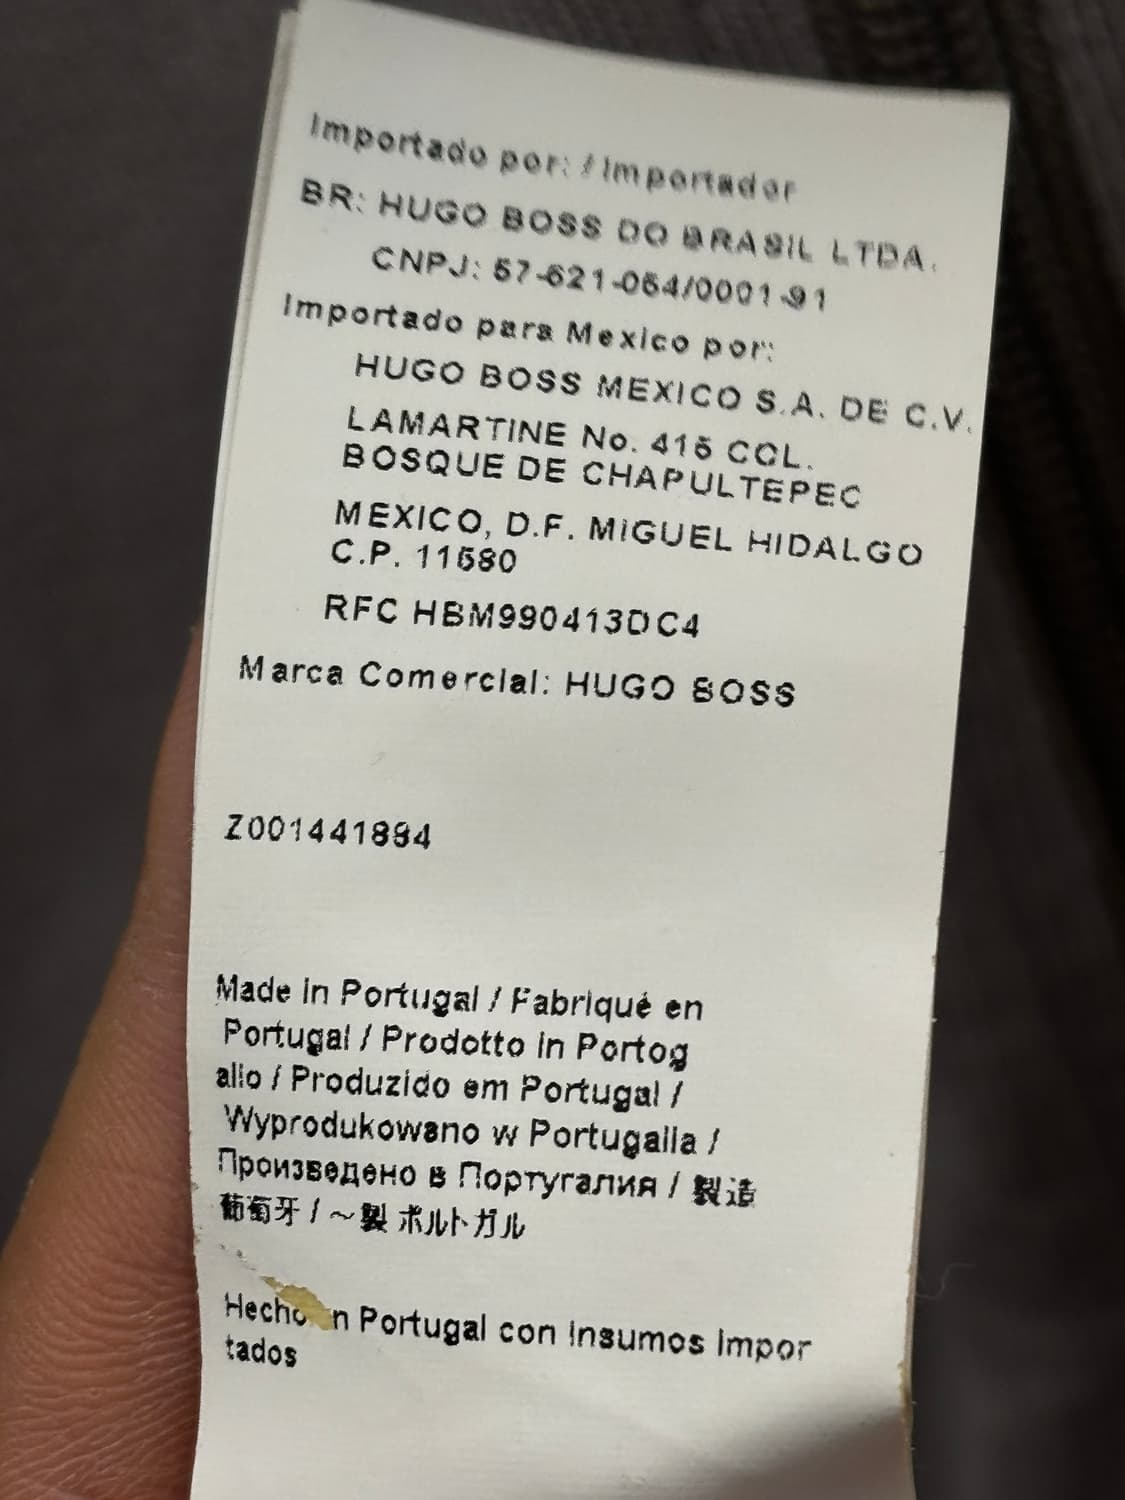 Importado por: / Importador
BR: HUGO BOSS DO BRASIL LTDA.
CNPJ: 57-621-064/0001-91
Importado para Mexico por:
HUGO BOSS MEXICO S.A. DE C.V.
LAMARTINE No. 415 COL.
BOSQUE DE CHAPULTEPEC
MEXICO, D.F. MIGUEL HIDALGO
C.P. 11580
RFC HBM990413DC4
Marca Comercial: HUGO BOSS
Z001441894
Made in Portugal / Fabriqué en
Portugal / Prodotto in Portog
allo / Produzido em Portugal /
Wyprodukowano w Portugalia /
Произведено в Португалия / 製造
葡萄牙 / ～製 ポルトガル
Hecho en Portugal con Insumos Impor
tados